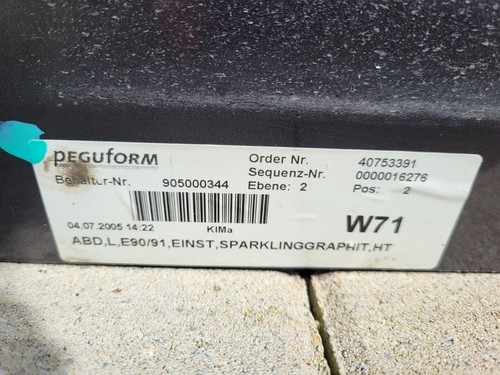 peguform
Order Nr. 40753391
Sequenz-Nr. 0000016276
Behälter-Nr. 905000344 Ebene: 2 Pos: 2
04.07.2005 14:22 KIMa W71
ABD,L,E90/91,EINST,SPARKLINGGRAPHIT,HT